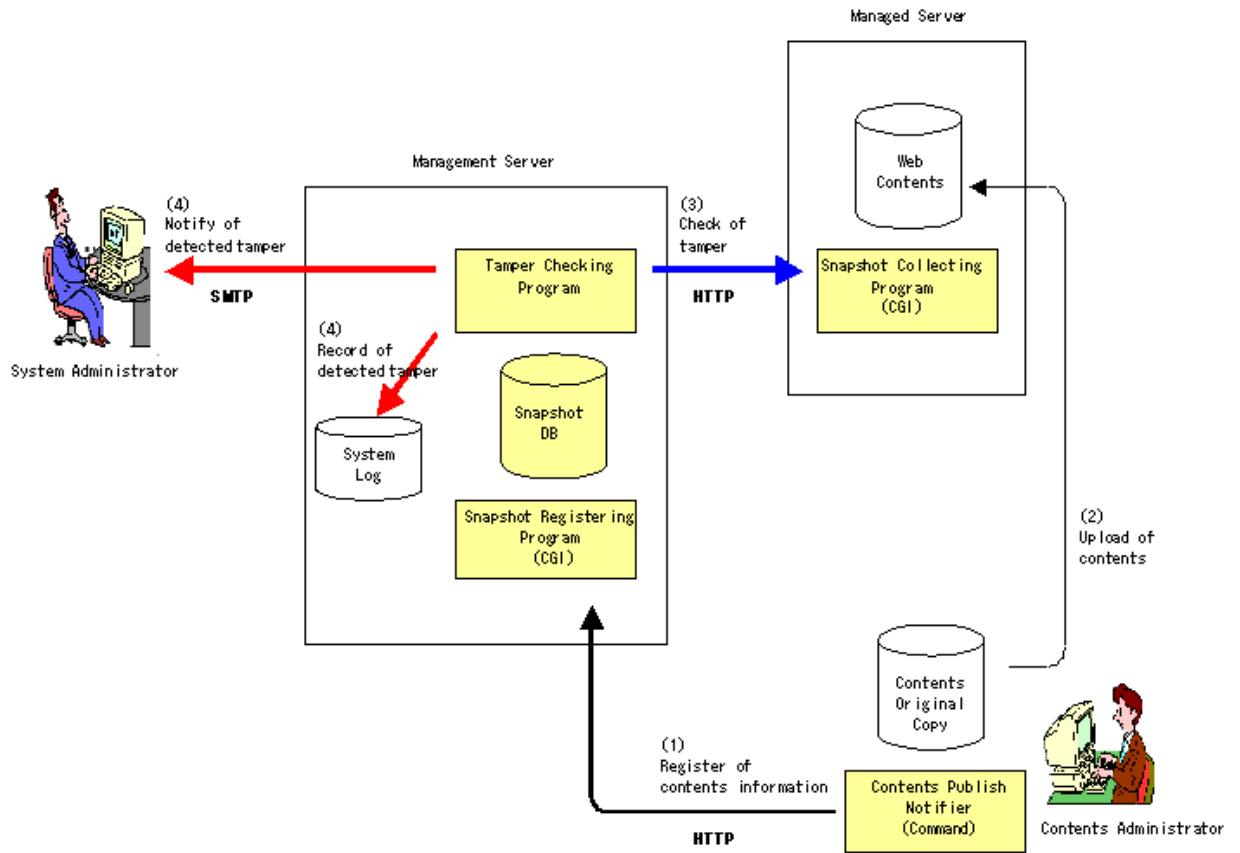 Managed Server
Web
Contents
Management Server
(4)
Notify of
detected tamper
SMTP
System Administrator
Tamper Checking
Program
(3)
Check of
tamper
HTTP
Snapshot Collecting
Program
(CGI)
(4)
Record of
detected tamper
Snapshot
DB
System
Log
Snapshot Registering
Program
(CGI)
(2)
Upload of
contents
Contents
Original
Copy
(1)
Register of
contents information
HTTP
Contents Publish
Notifier
(Command)
Contents Administrator